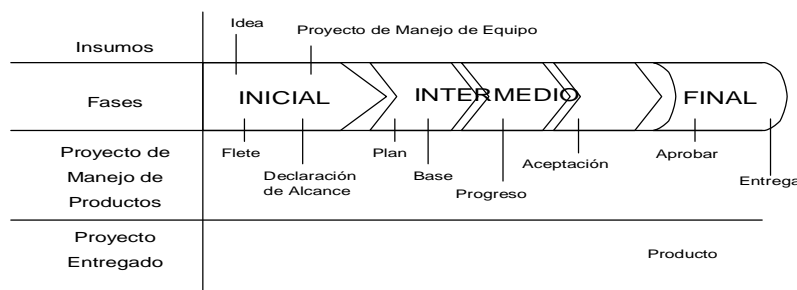 Idea
Proyecto de Manejo de Equipo
Insumos
Fases
INICIAL
INTERMEDIO
FINAL
Proyecto de
Manejo de
Productos
Flete
Declaración
de Alcance
Plan
Base
Progreso
Aceptación
Aprobar
Entrega
Proyecto
Entregado
Producto